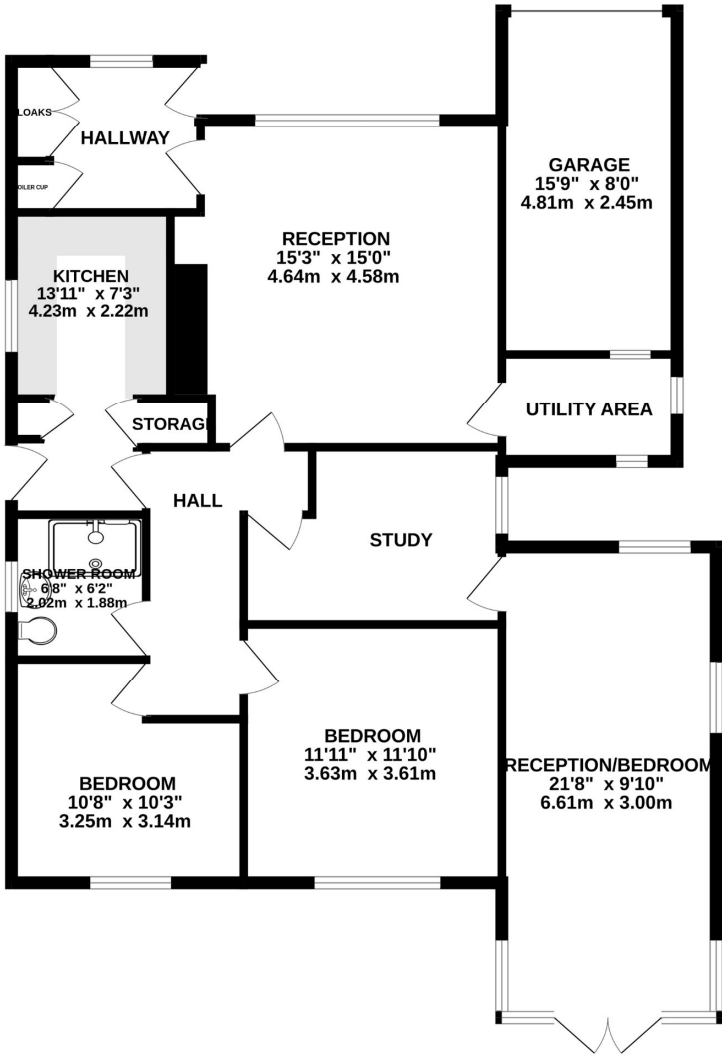 LOAKS
HALLWAY
OILER CUP
GARAGE
15'9" x 8'0"
4.81m x 2.45m
RECEPTION
15'3" x 15'0"
4.64m x 4.58m
KITCHEN
13'11" x 7'3"
4.23m x 2.22m
STORAGE
UTILITY AREA
HALL
STUDY
SHOWER ROOM
6'8" x 6'2"
2.02m x 1.88m
BEDROOM
11'11" x 11'10"
3.63m x 3.61m
RECEPTION/BEDROOM
21'8" x 9'10"
6.61m x 3.00m
BEDROOM
10'8" x 10'3"
3.25m x 3.14m